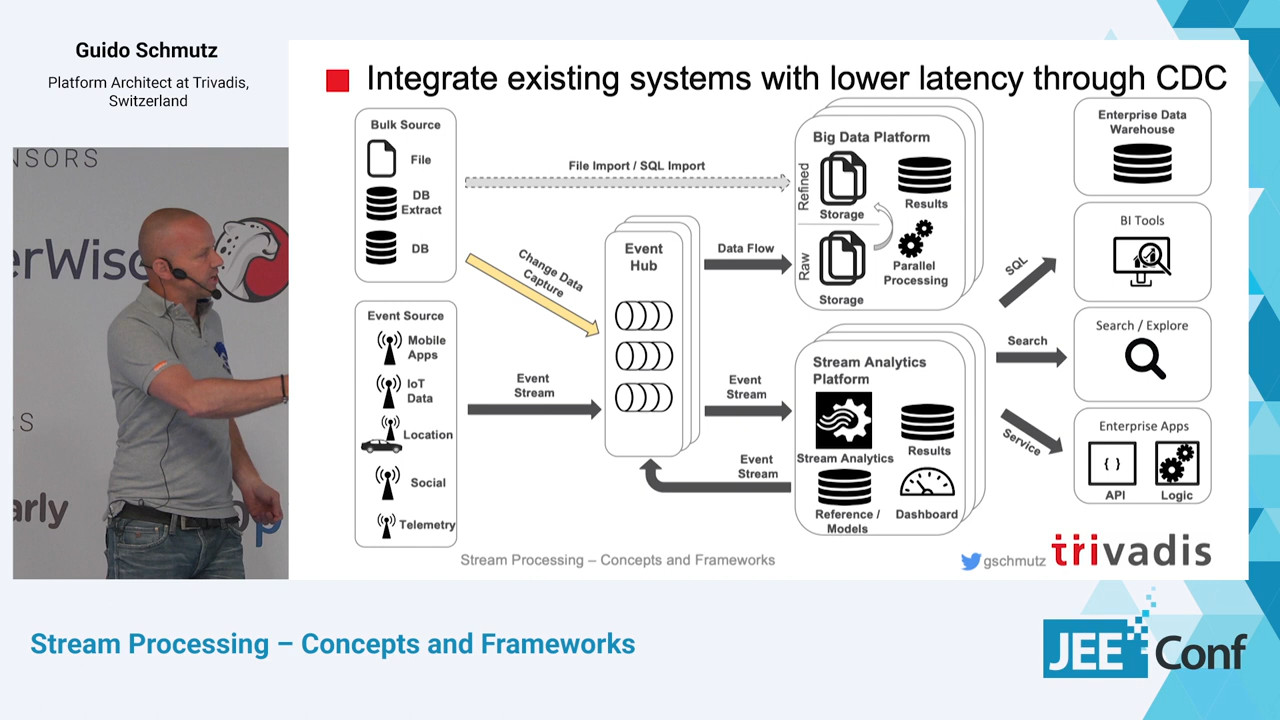 Guido Schmutz
Platform Architect at Trivadis,
Switzerland
NSORS
erWise
S
arly
Integrate existing systems with lower latency through CDC
Bulk Source
File
DB
Extract
DB
Event Source
Mobile
Apps
IoT
Data
Location
Social
Telemetry
File Import / SQL Import
Change Data
Capture
Event
Stream
Event
Hub
Data Flow
Event
Stream
Event
Stream
Big Data Platform
Refined
Storage
Results
Raw
Storage
Parallel
Processing
Stream Analytics
Platform
Stream Analytics
Results
Reference /
Models
Dashboard
SQL
Search
Service
Enterprise Data
Warehouse
BI Tools
Search / Explore
Enterprise Apps
{ }
API
Logic
Stream Processing – Concepts and Frameworks
gschmutz
trivadis
Stream Processing – Concepts and Frameworks
JEE Conf